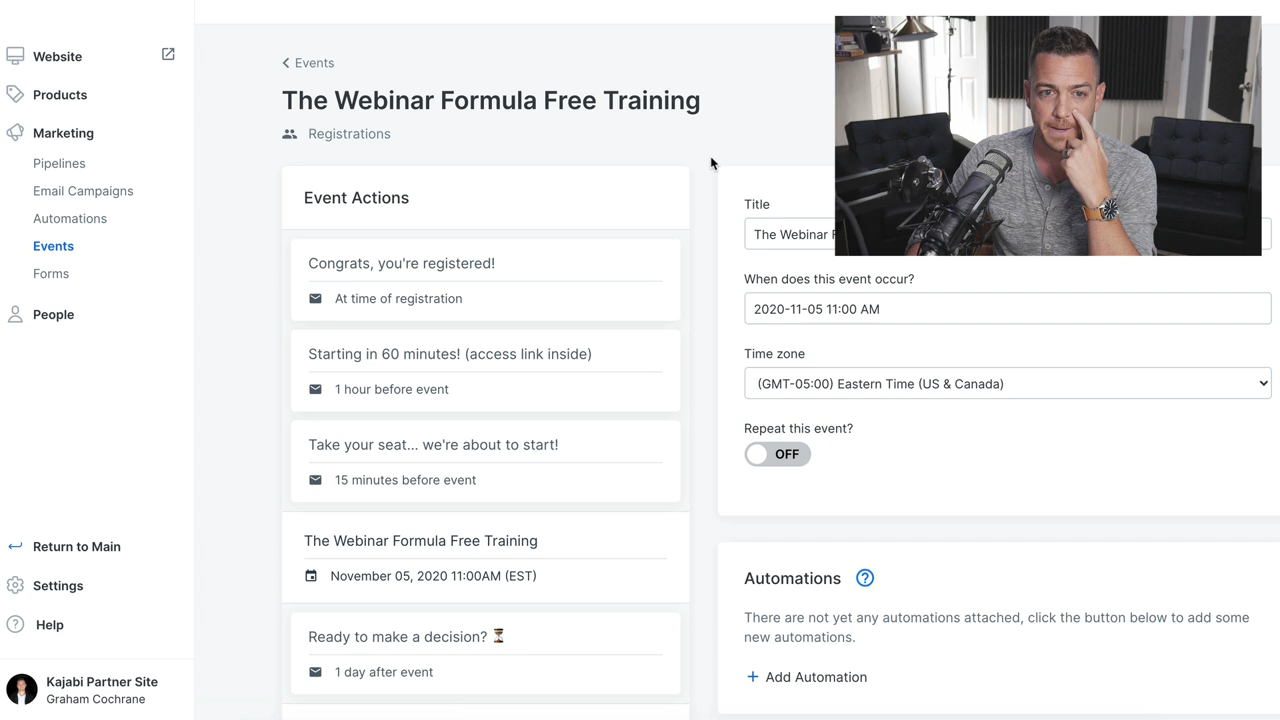 Website
Products
Marketing
Pipelines
Email Campaigns
Automations
Events
Forms
People
Return to Main
Settings
Help
Kajabi Partner Site
Graham Cochrane
Events
The Webinar Formula Free Training
Registrations
Event Actions
Congrats, you're registered!
At time of registration
Starting in 60 minutes! (access link inside)
1 hour before event
Take your seat... we're about to start!
15 minutes before event
The Webinar Formula Free Training
November 05, 2020 11:00AM (EST)
Ready to make a decision? ⏳
1 day after event
Title
The Webinar F
When does this event occur?
2020-11-05 11:00 AM
Time zone
(GMT-05:00) Eastern Time (US & Canada)
Repeat this event?
OFF
Automations ?
There are not yet any automations attached, click the button below to add some
new automations.
+ Add Automation